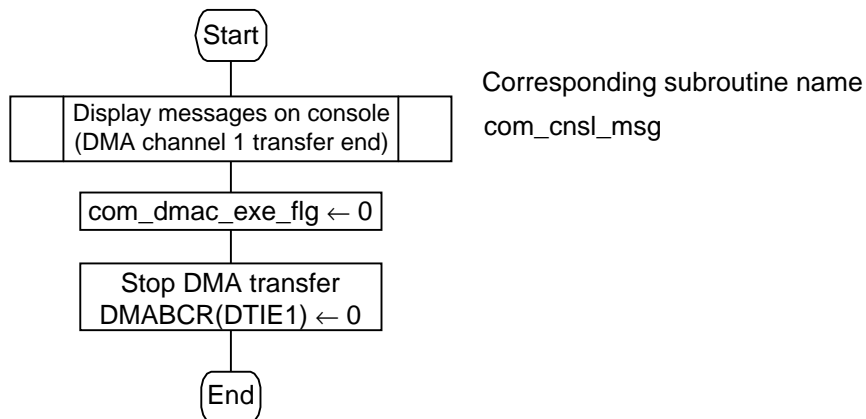 Start
Corresponding subroutine name
Display messages on console
(DMA channel 1 transfer end)
com_cnsl_msg
com_dmac_exe_flg ← 0
Stop DMA transfer
DMABCR(DTIE1) ← 0
End